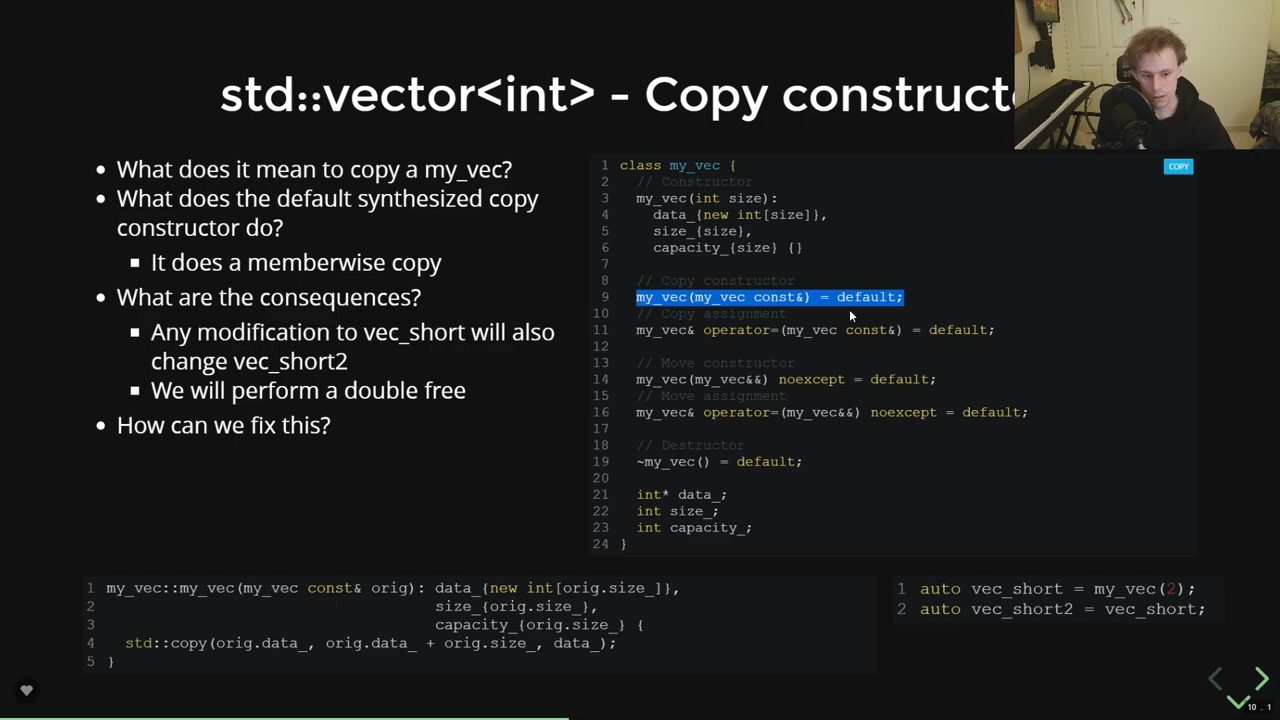 std::vector<int> - Copy constructo
What does it mean to copy a my_vec?
What does the default synthesized copy
constructor do?
It does a memberwise copy
What are the consequences?
Any modification to vec_short will also
change vec_short2
We will perform a double free
How can we fix this?
COPY
1 class my_vec {
2 // Constructor
3 my_vec(int size):
4 data_{new int[size]},
5 size_{size},
6 capacity_{size} {}
7
8 // Copy constructor
9 my_vec(my_vec const&) = default;
10 // Copy assignment
11 my_vec& operator=(my_vec const&) = default;
12
13 // Move constructor
14 my_vec(my_vec&&) noexcept = default;
15 // Move assignment
16 my_vec& operator=(my_vec&&) noexcept = default;
17
18 // Destructor
19 ~my_vec() = default;
20
21 int* data_;
22 int size_;
23 int capacity_;
24 }
1 my_vec::my_vec(my_vec const& orig): data_{new int[orig.size_]},
2 size_{orig.size_},
3 capacity_{orig.size_} {
4 std::copy(orig.data_, orig.data_ + orig.size_, data_);
5 }
1 auto vec_short = my_vec(2);
2 auto vec_short2 = vec_short;
10 . 1